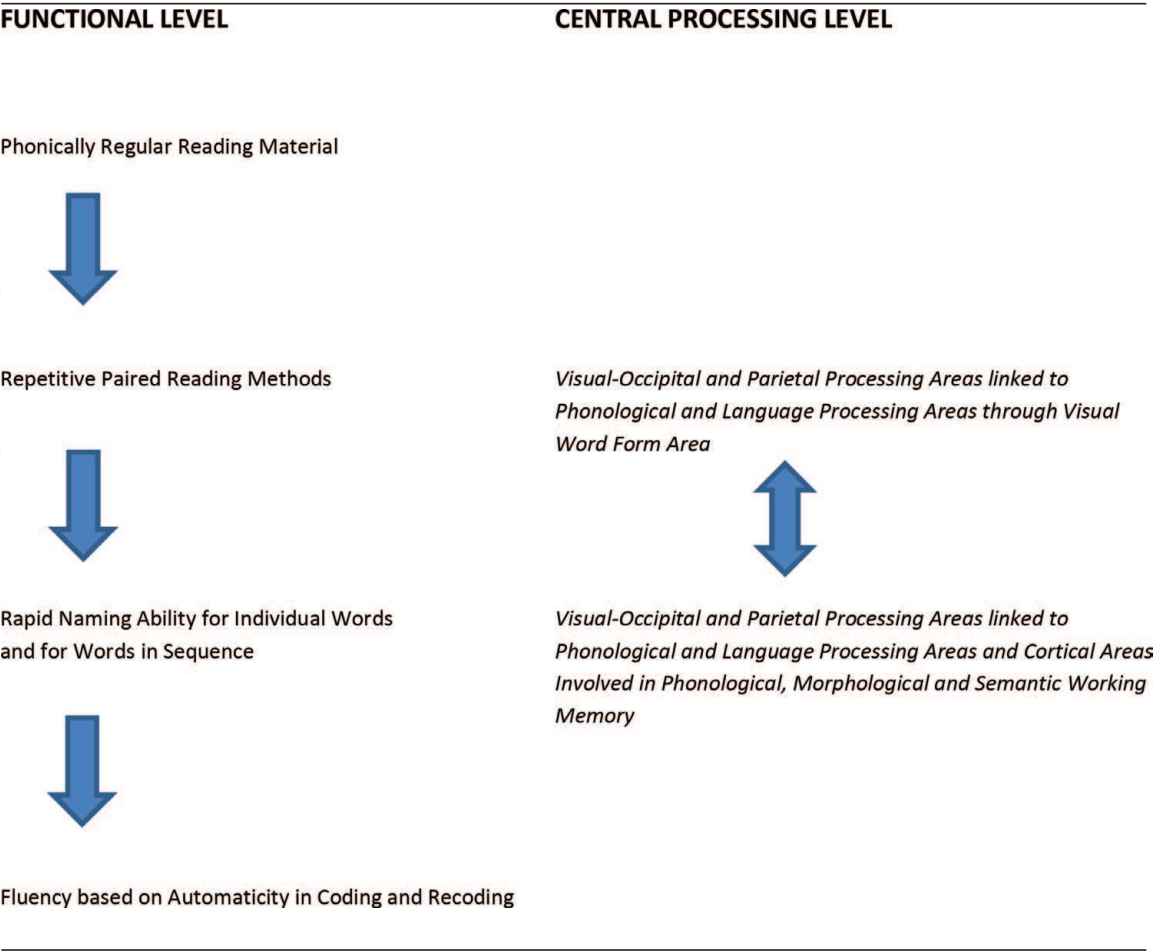 FUNCTIONAL LEVEL
CENTRAL PROCESSING LEVEL
Phonically Regular Reading Material
Repetitive Paired Reading Methods
Visual-Occipital and Parietal Processing Areas linked to
Phonological and Language Processing Areas through Visual
Word Form Area
Rapid Naming Ability for Individual Words
and for Words in Sequence
Visual-Occipital and Parietal Processing Areas linked to
Phonological and Language Processing Areas and Cortical Areas
Involved in Phonological, Morphological and Semantic Working
Memory
Fluency based on Automaticity in Coding and Recoding